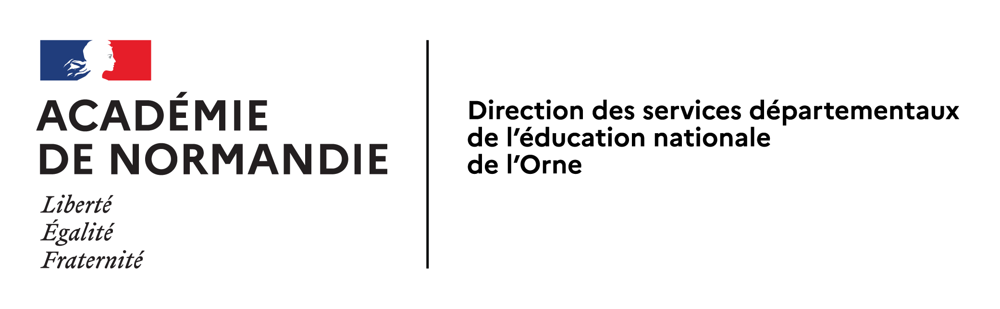 ACADÉMIE
DE NORMANDIE
Liberté
Égalité
Fraternité
Direction des services départementaux
de l’éducation nationale
de l’Orne